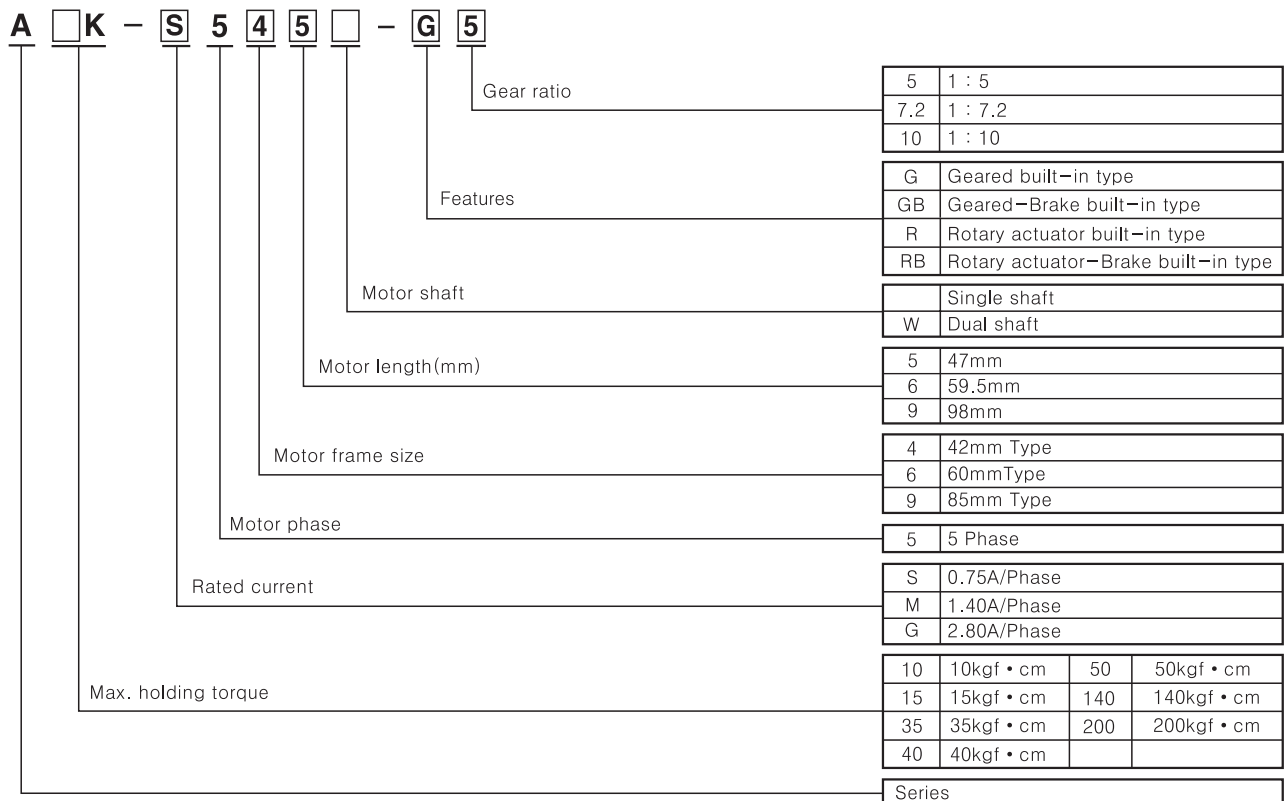 A □K - S 5 4 5 □ - G 5
Gear ratio
5 1 : 5
7.2 1 : 7.2
10 1 : 10
Features
G Geared built-in type
GB Geared-Brake built-in type
R Rotary actuator built-in type
RB Rotary actuator-Brake built-in type
Motor shaft
Single shaft
W Dual shaft
Motor length(mm)
5 47mm
6 59.5mm
9 98mm
Motor frame size
4 42mm Type
6 60mmType
9 85mm Type
Motor phase
5 5 Phase
Rated current
S 0.75A/Phase
M 1.40A/Phase
G 2.80A/Phase
Max. holding torque
10 10kgf • cm 50 50kgf • cm
15 15kgf • cm 140 140kgf • cm
35 35kgf • cm 200 200kgf • cm
40 40kgf • cm
Series